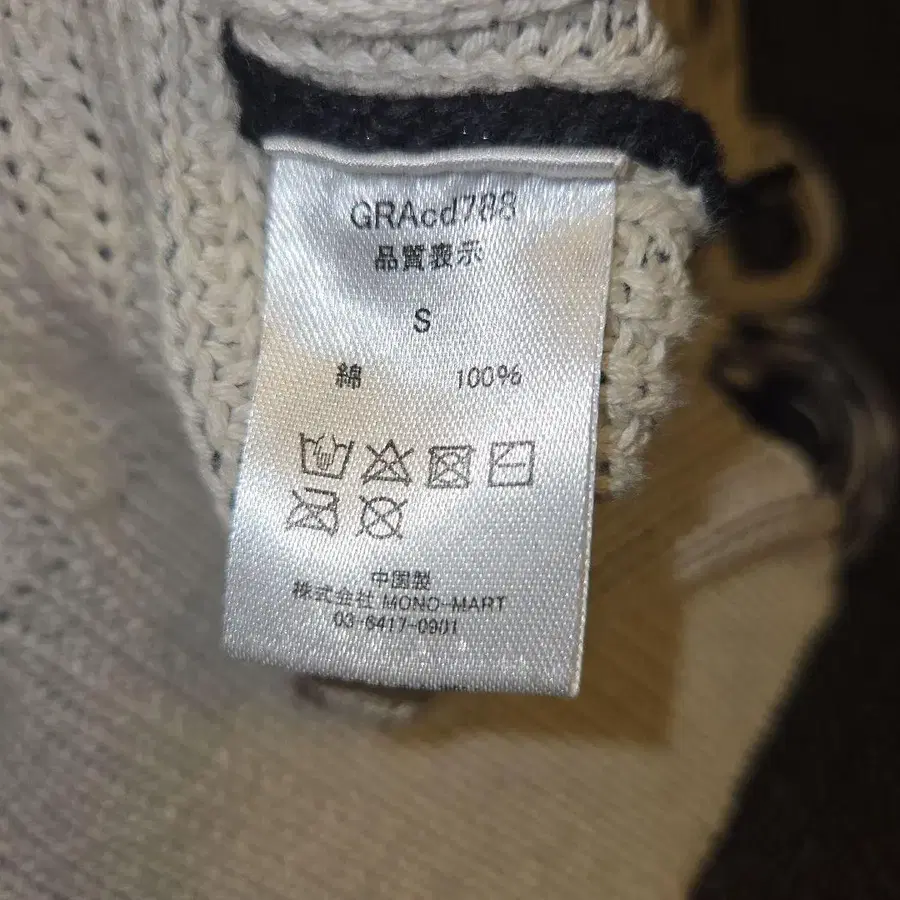 GRAcd788
品質表示
S
綿 100%
中国製
株式会社 MONO-MART
03-6417-0901